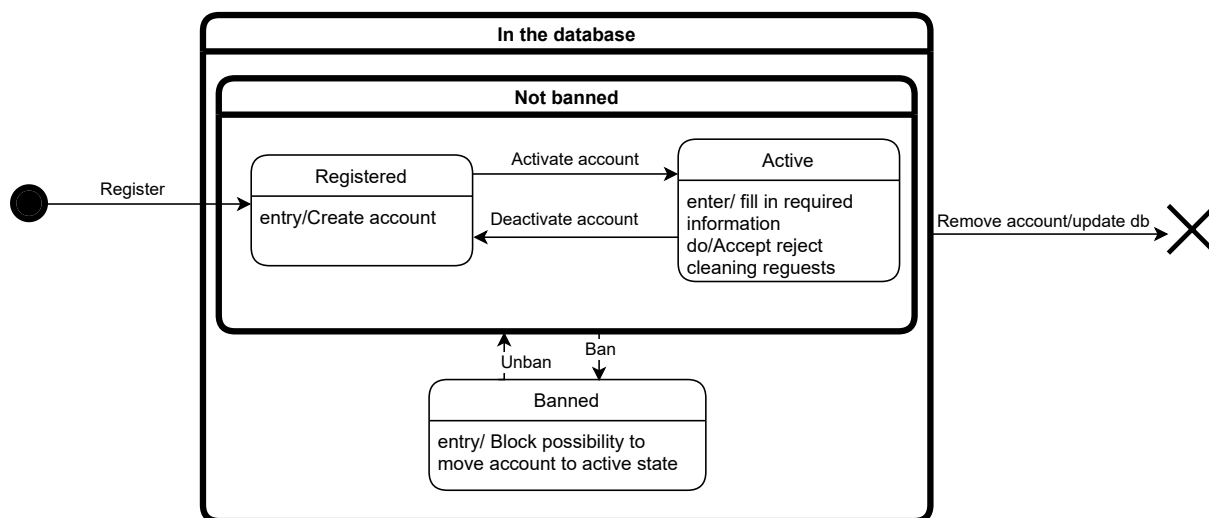 In the database
Not banned
Register
Registered
entry/Create account
Activate account
Deactivate account
Active
enter/ fill in required
information
do/Accept reject
cleaning reguests
Remove account/update db
Unban
Ban
Banned
entry/ Block possibility to
move account to active state